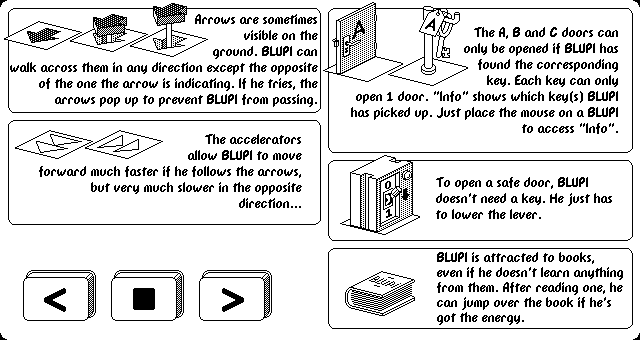 Arrows are sometimes
visible on the
ground. BLUPI can
walk across them in any direction except the opposite
of the one the arrow is indicating. If he tries, the
arrows pop up to prevent BLUPI from passing.
The accelerators
allow BLUPI to move
forward much faster if he follows the arrows,
but very much slower in the opposite
direction...
<
■
>
A
A
The A, B and C doors can
only be opened if BLUPI has
found the corresponding
key. Each key can only
open 1 door. "Info" shows which key(s) BLUPI
has picked up. Just place the mouse on a BLUPI
to access "Info".
0
1
To open a safe door, BLUPI
doesn't need a key. He just has
to lower the lever.
BLUPI
BLUPI is attracted to books,
even if he doesn't learn anything
from them. After reading one, he
can jump over the book if he's
got the energy.